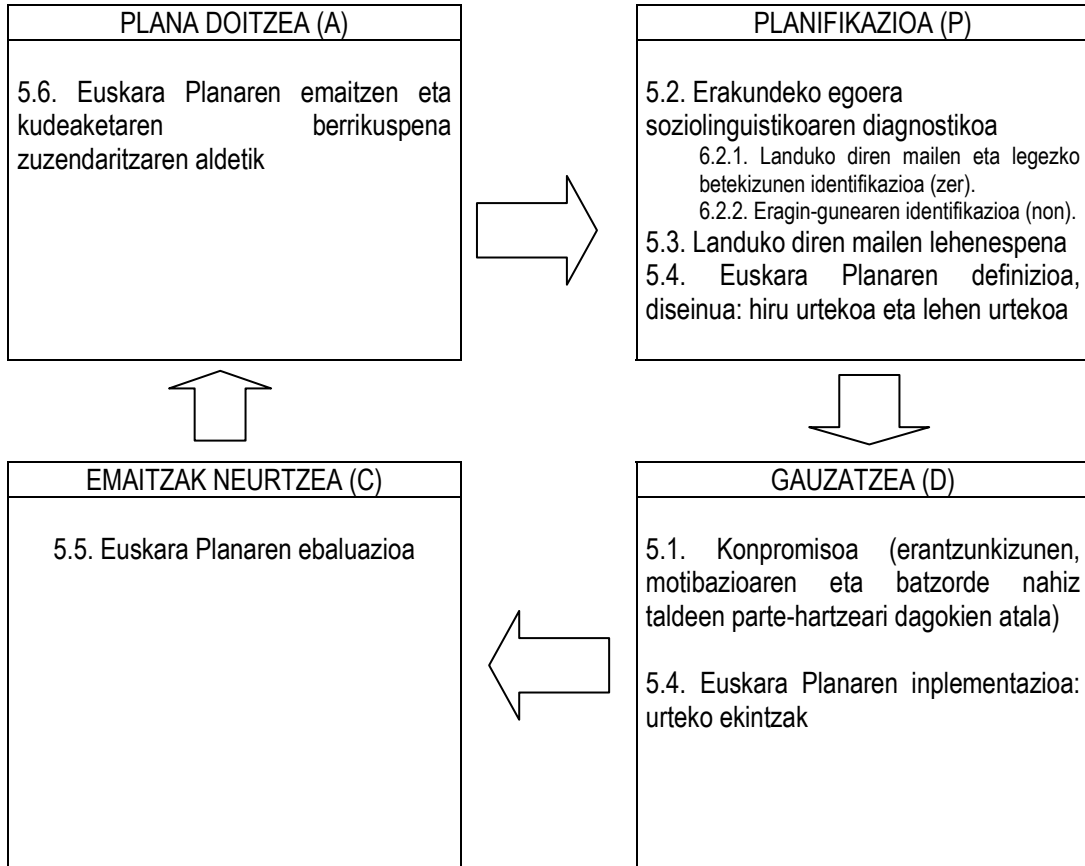 PLANA DOITZEA (A)
5.6. Euskara Planaren emaitzen eta
kudeaketaren berrikuspena
zuzendaritzaren aldetik
PLANIFIKAZIOA (P)
5.2. Erakundeko egoera
soziolinguistikoaren diagnostikoa
6.2.1. Landuko diren mailen eta legezko
betekizunen identifikazioa (zer).
6.2.2. Eragin-gunearen identifikazioa (non).
5.3. Landuko diren mailen lehenespena
5.4. Euskara Planaren definizioa,
diseinua: hiru urtekoa eta lehen urtekoa
EMAITZAK NEURTZEA (C)
5.5. Euskara Planaren ebaluazioa
GAUZATZEA (D)
5.1. Konpromisoa (erantzunkizunen,
motibazioaren eta batzorde nahiz
taldeen parte-hartzeari dagokien atala)
5.4. Euskara Planaren inplementazioa:
urteko ekintzak